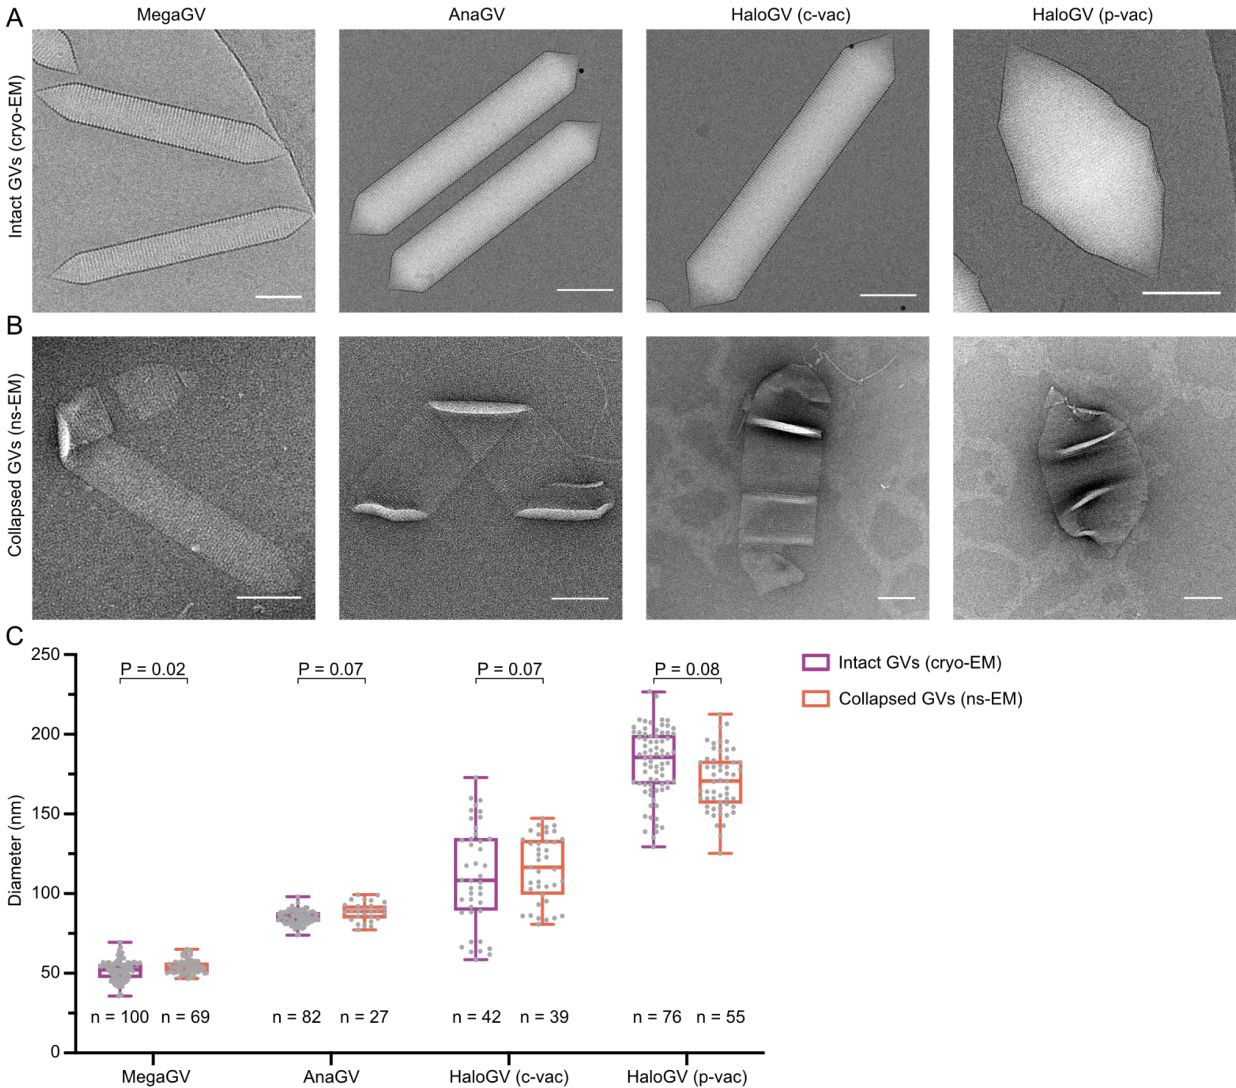 A
MegaGV
AnaGV
HaloGV (c-vac)
HaloGV (p-vac)
Intact GVs (cryo-EM)
B
Collapsed GVs (ns-EM)
C
250
200
150
100
50
0
Diameter (nm)
P = 0.02
P = 0.07
P = 0.07
P = 0.08
Intact GVs (cryo-EM)
Collapsed GVs (ns-EM)
n = 100
n = 69
n = 82
n = 27
n = 42
n = 39
n = 76
n = 55
MegaGV
AnaGV
HaloGV (c-vac)
HaloGV (p-vac)